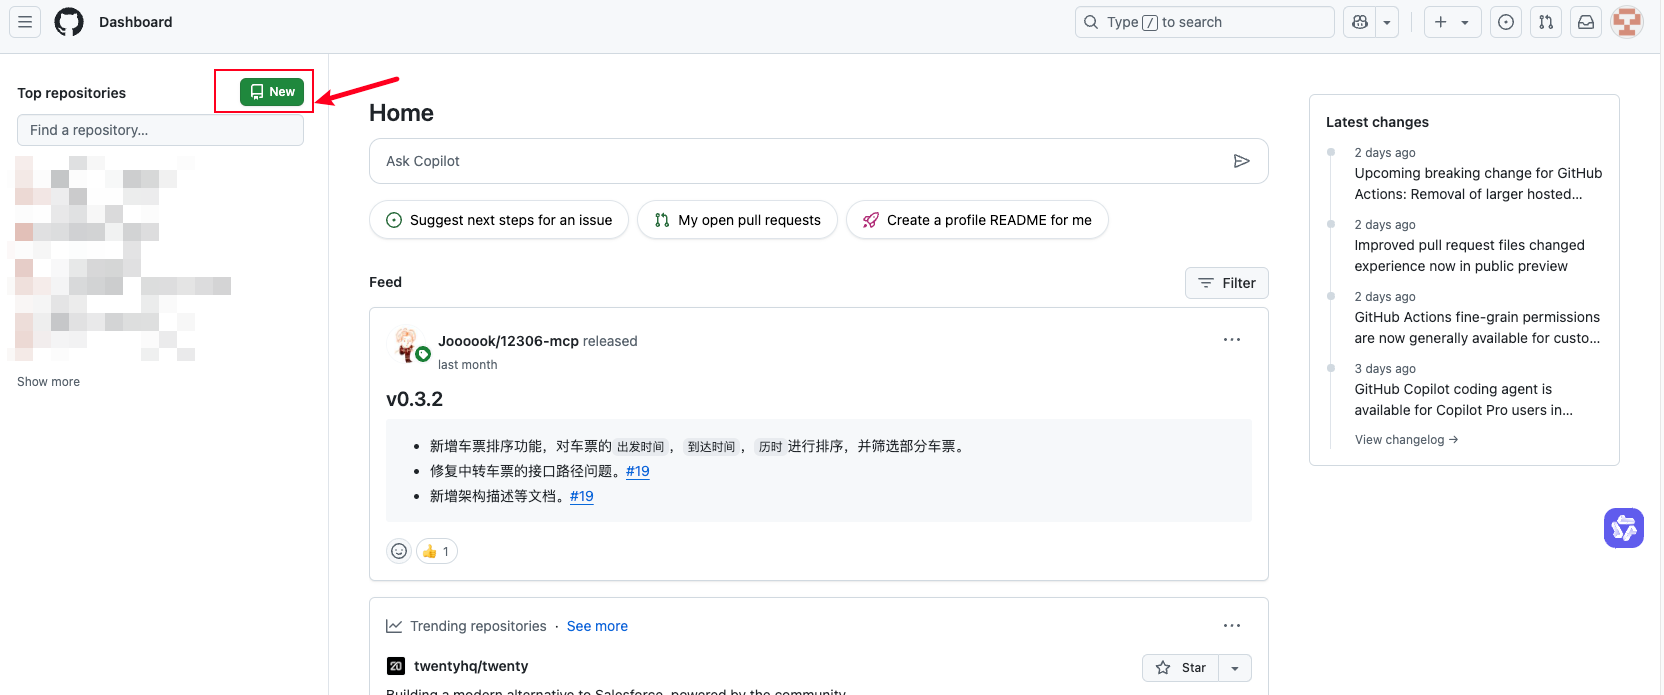 Dashboard
Type / to search
Top repositories
New
Find a repository...
Show more
Home
Ask Copilot
Suggest next steps for an issue
My open pull requests
Create a profile README for me
Feed
Filter
Joooook/12306-mcp released
last month
v0.3.2
新增车票排序功能，对车票的 出发时间 ， 到达时间 ， 历时 进行排序，并筛选部分车票。
修复中转车票的接口路径问题。#19
新增架构描述等文档。#19
👍 1
Trending repositories · See more
20 twentyhq/twenty
Star
Building a modern alternative to Salesforce, powered by the community.
Latest changes
2 days ago
Upcoming breaking change for GitHub
Actions: Removal of larger hosted...
2 days ago
Improved pull request files changed
experience now in public preview
2 days ago
GitHub Actions fine-grain permissions
are now generally available for custo...
3 days ago
GitHub Copilot coding agent is
available for Copilot Pro users in...
View changelog →